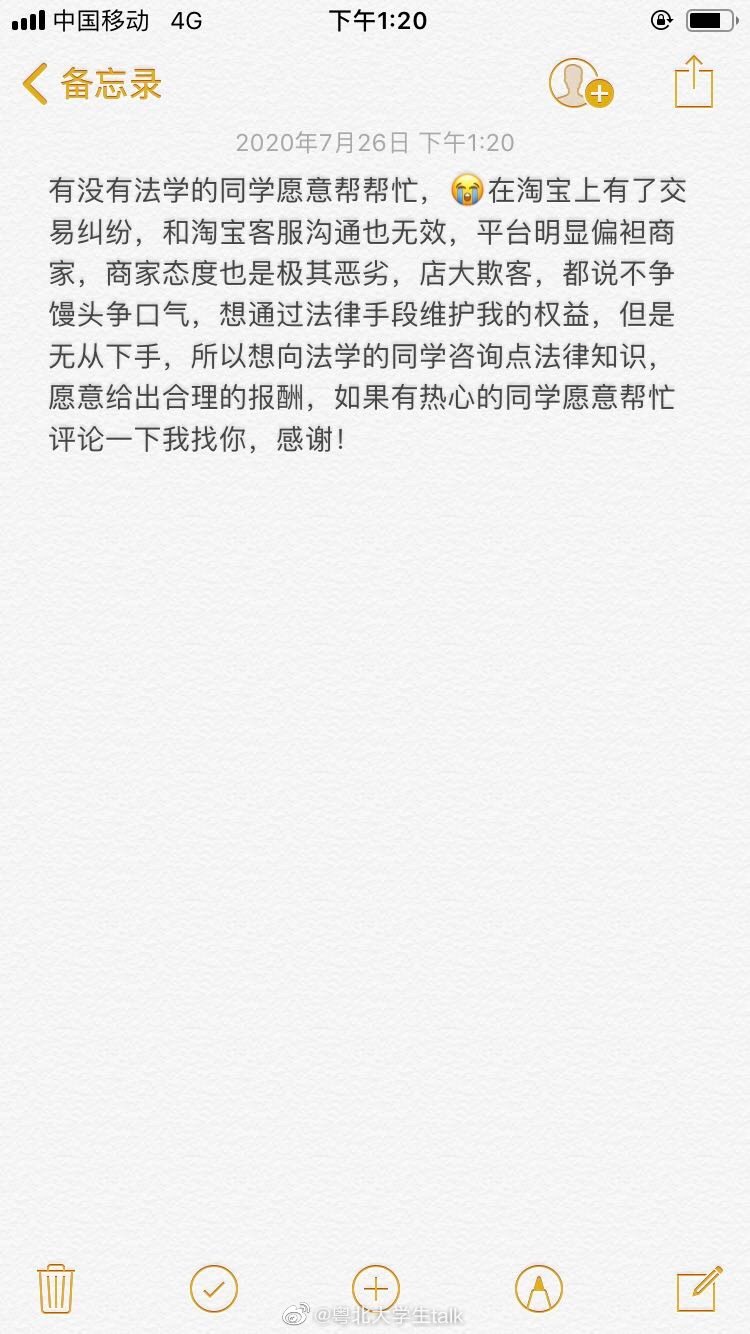 中国移动 4G 下午1:20
备忘录
2020年7月26日 下午1:20
有没有法学的同学愿意帮帮忙，😭在淘宝上有了交
易纠纷，和淘宝客服沟通也无效，平台明显偏袒商
家，商家态度也是极其恶劣，店大欺客，都说不争
馒头争口气，想通过法律手段维护我的权益，但是
无从下手，所以想向法学的同学咨询点法律知识，
愿意给出合理的报酬，如果有热心的同学愿意帮忙
评论一下我找你，感谢！
@粤北大学生talk